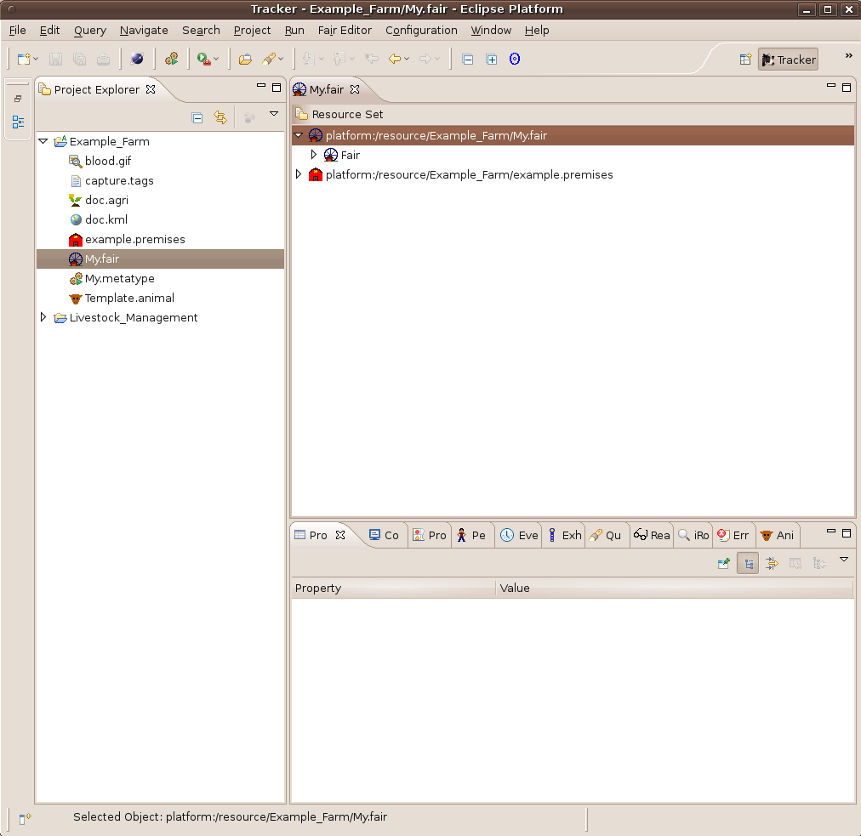 Tracker - Example_Farm/My.fair - Eclipse Platform
File Edit Query Navigate Search Project Run Fair Editor Configuration Window Help
Tracker
Project Explorer
My.fair
Resource Set
platform:/resource/Example_Farm/My.fair
Fair
platform:/resource/Example_Farm/example.premises
Example_Farm
blood.gif
capture.tags
doc.agri
doc.kml
example.premises
My.fair
My.metatype
Template.animal
Livestock_Management
Pro Co Pro Pe Eve Exh Qu Rea iRo Err Ani
Property Value
Selected Object: platform:/resource/Example_Farm/My.fair